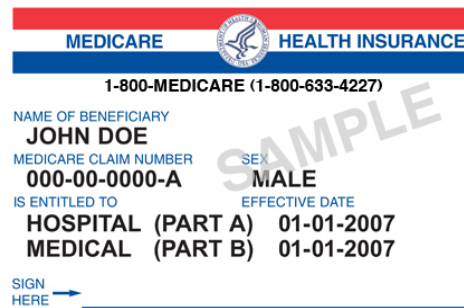 MEDICARE HEALTH INSURANCE
1-800-MEDICARE (1-800-633-4227)
SAMPLE
NAME OF BENEFICIARY
JOHN DOE
MEDICARE CLAIM NUMBER SEX
000-00-0000-A MALE
IS ENTITLED TO EFFECTIVE DATE
HOSPITAL (PART A) 01-01-2007
MEDICAL (PART B) 01-01-2007
SIGN
HERE